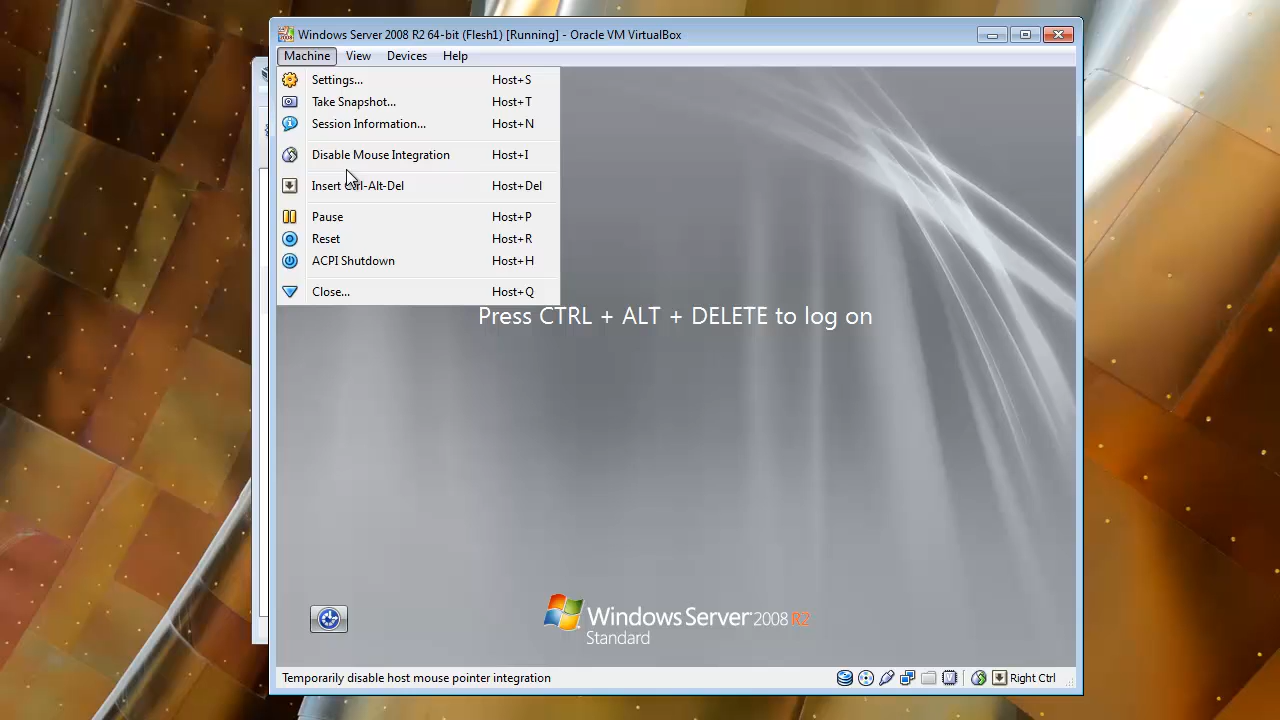 Windows Server 2008 R2 64-bit (Flesh1) [Running] - Oracle VM VirtualBox
Machine View Devices Help
Settings... Host+S
Take Snapshot... Host+T
Session Information... Host+N
Disable Mouse Integration Host+I
Insert Ctrl-Alt-Del Host+Del
Pause Host+P
Reset Host+R
ACPI Shutdown Host+H
Close... Host+Q
Press CTRL + ALT + DELETE to log on
Windows Server 2008 R2
Standard
Temporarily disable host mouse pointer integration
Right Ctrl